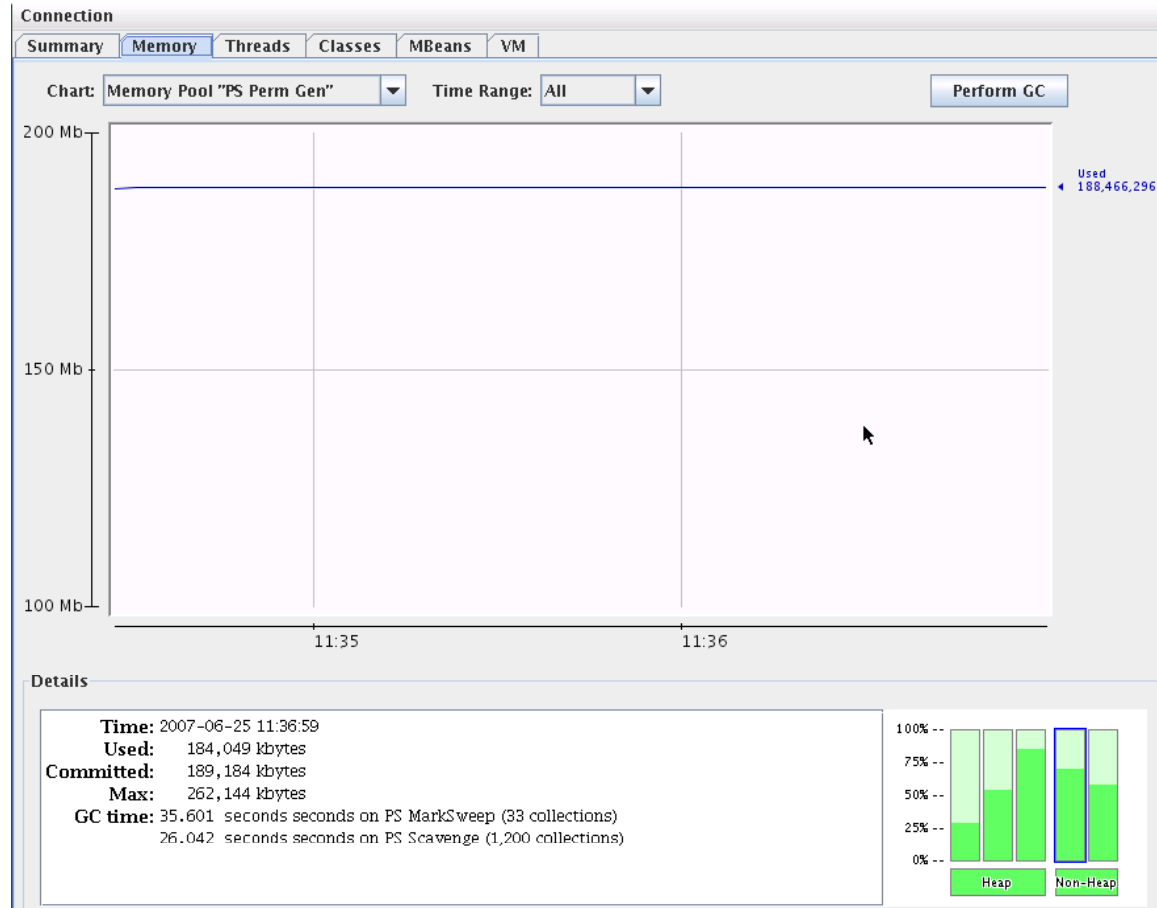 Connection
Summary Memory Threads Classes MBeans VM
Chart: Memory Pool "PS Perm Gen" Time Range: All Perform GC
200 Mb
Used
188,466,296
150 Mb
100 Mb
11:35 11:36
Details
Time: 2007-06-25 11:36:59
Used: 184,049 kbytes
Committed: 189,184 kbytes
Max: 262,144 kbytes
GC time: 35.601 seconds seconds on PS MarkSweep (33 collections)
26.042 seconds seconds on PS Scavenge (1,200 collections)
100% --
75% --
50% --
25% --
0% --
Heap Non-Heap